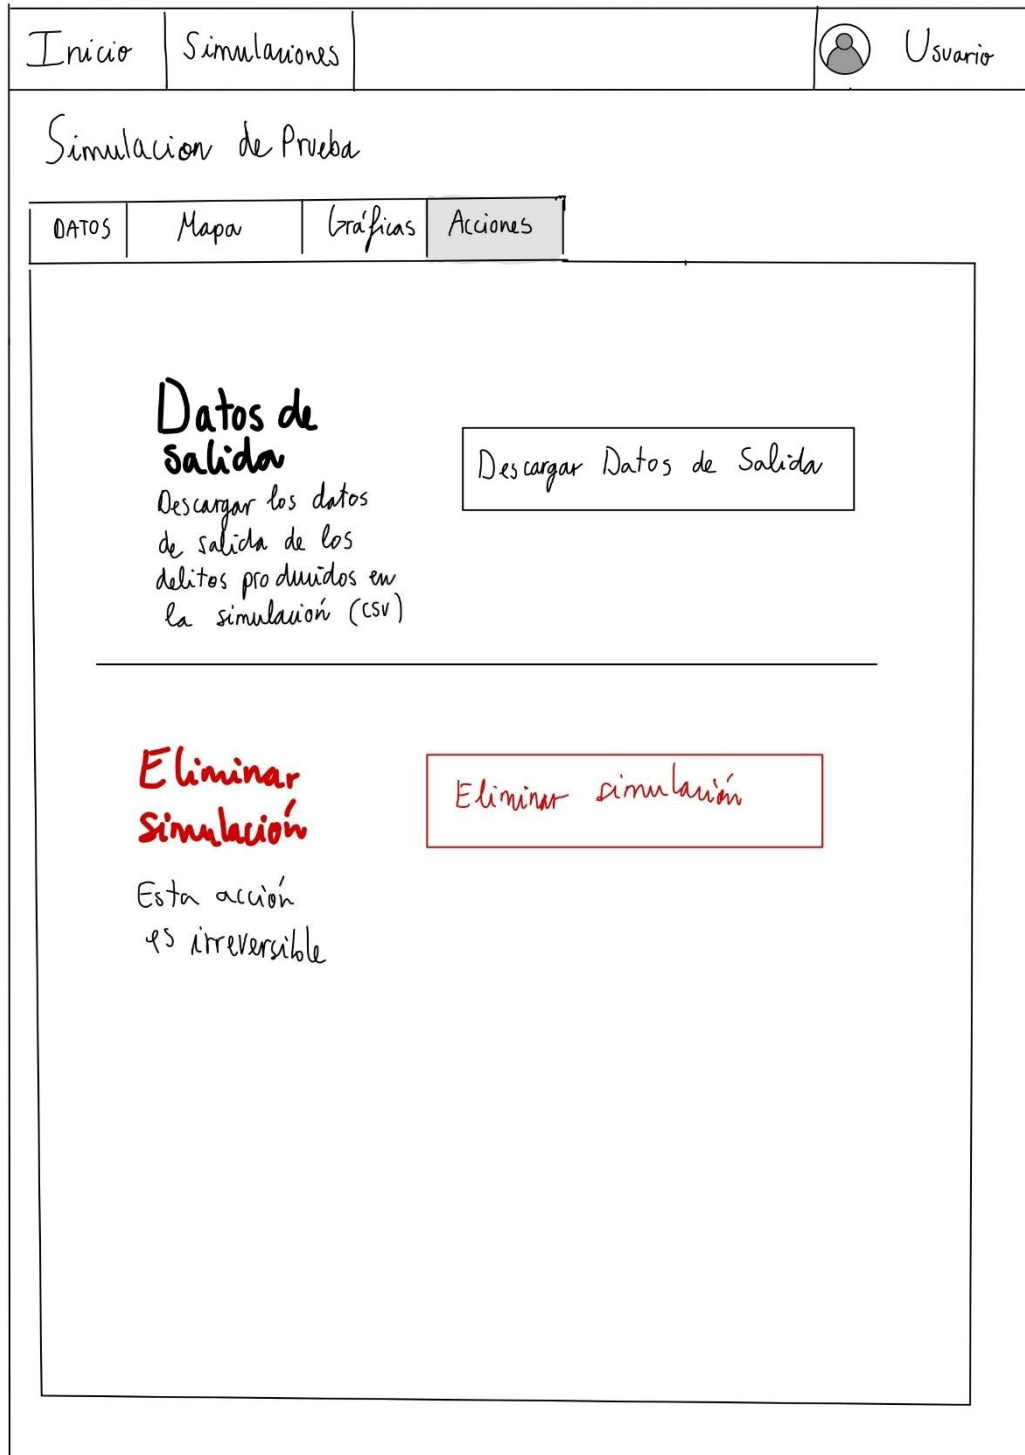 Inicio
Simulaciones
Usuario
Simulacion de Prueba
DATOS
Mapa
Gráficas
Acciones
Datos de
salida
Descargar los datos
de salida de los
delitos producidos en
la simulación (csv)
Descargar Datos de Salida
Eliminar
simulación
Esta acción
es irreversible
Eliminar simulación